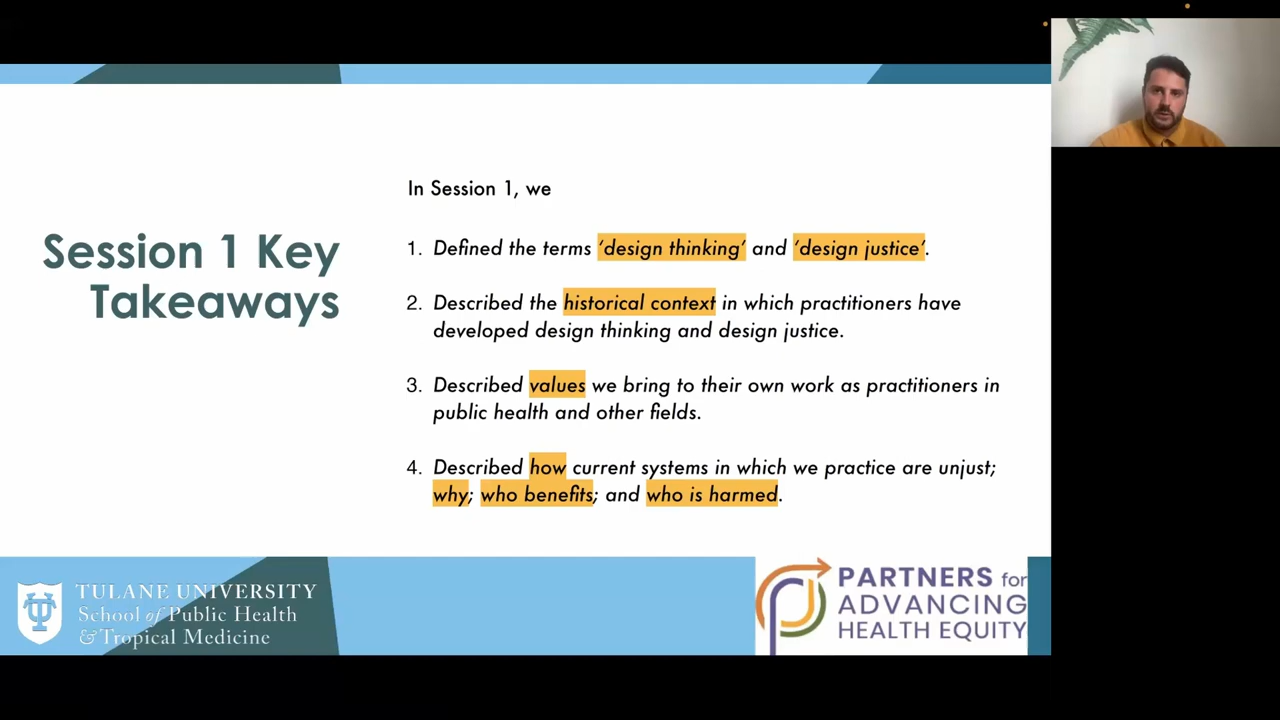 Session 1 Key
Takeaways
In Session 1, we
1. Defined the terms ‘design thinking’ and ‘design justice’.
2. Described the historical context in which practitioners have
developed design thinking and design justice.
3. Described values we bring to their own work as practitioners in
public health and other fields.
4. Described how current systems in which we practice are unjust;
why; who benefits; and who is harmed.
TULANE UNIVERSITY
School of Public Health
& Tropical Medicine
PARTNERS for
ADVANCING
HEALTH EQUITY